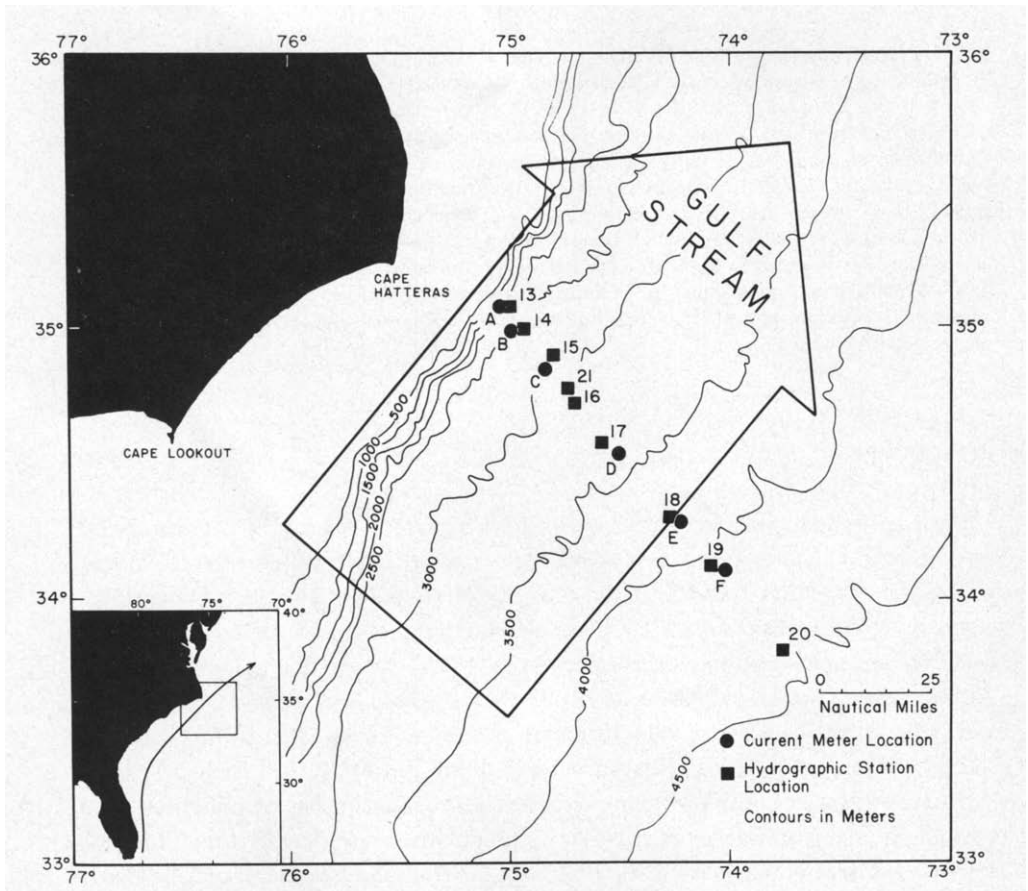 77°
76°
75°
74°
73°
36°
36°
GULF
STREAM
CAPE
HATTERAS
13
A
14
B
35°
35°
15
C
21
16
500
1000
1500
2000
2500
3000
3500
4000
4500
CAPE LOOKOUT
17
D
18
E
19
F
34°
34°
20
0
25
Nautical Miles
Current Meter Location
Hydrographic Station
Location
Contours in Meters
80°
75°
70°
40°
35°
30°
33°
33°
77°
76°
75°
74°
73°